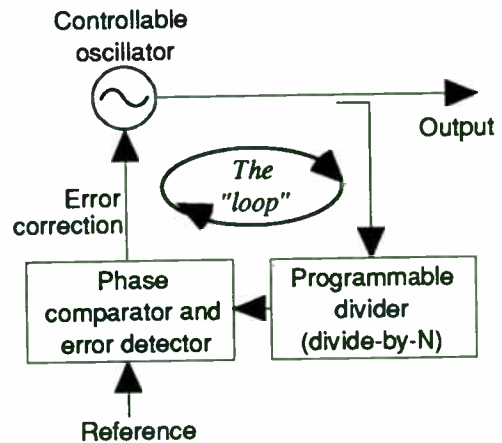 Controllable
oscillator
Output
The
"loop"
Error
correction
Phase
comparator and
error detector
Programmable
divider
(divide-by-N)
Reference